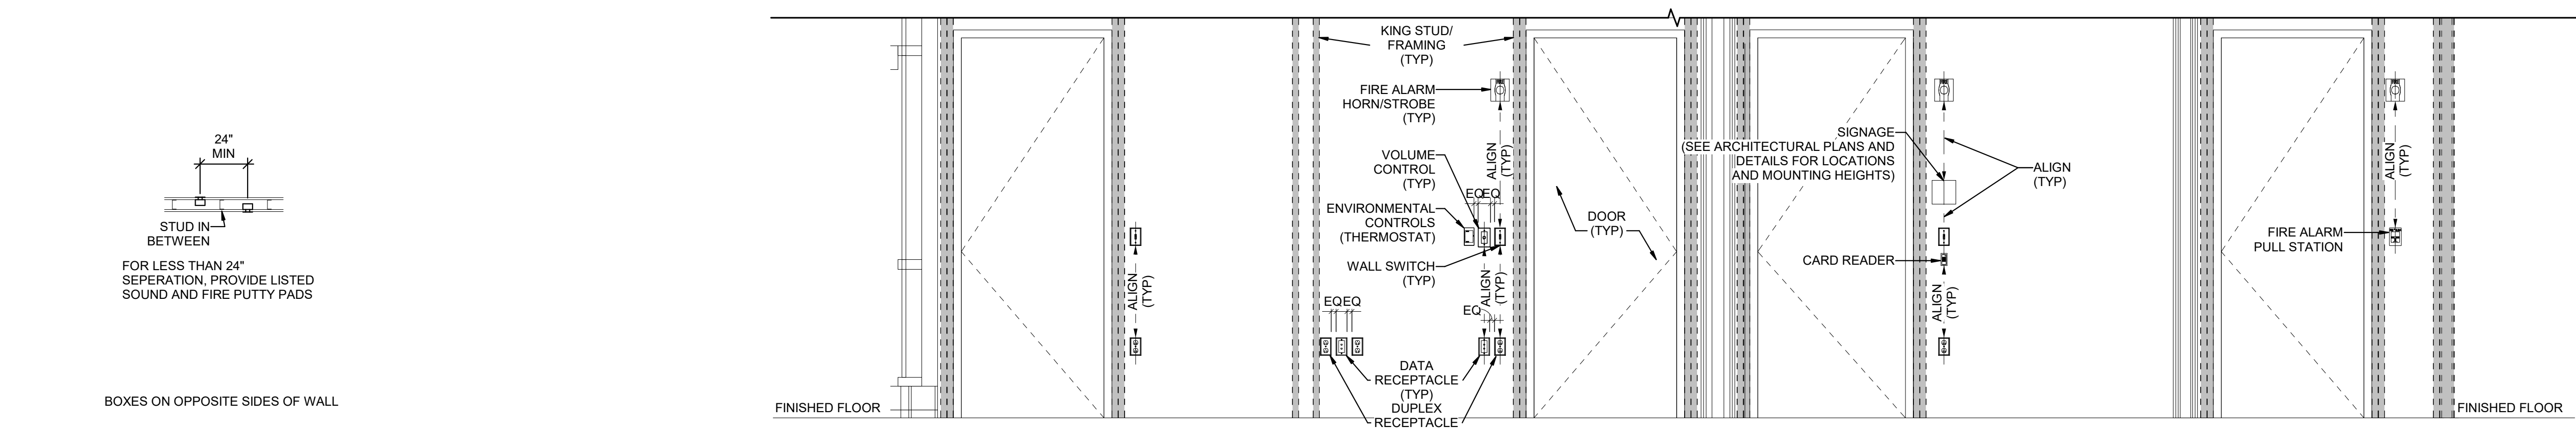 24"
MIN
STUD IN
BETWEEN
FOR LESS THAN 24"
SEPERATION, PROVIDE LISTED
SOUND AND FIRE PUTTY PADS
BOXES ON OPPOSITE SIDES OF WALL
FINISHED FLOOR
ALIGN
(TYP)
KING STUD/
FRAMING
(TYP)
FIRE ALARM
HORN/STROBE
(TYP)
VOLUME
CONTROL
(TYP)
ALIGN
(TYP)
EQ EQ
ENVIRONMENTAL
CONTROLS
(THERMOSTAT)
WALL SWITCH
(TYP)
ALIGN
(TYP)
EQ EQ
EQ
DATA
RECEPTACLE
(TYP)
DUPLEX
RECEPTACLE
DOOR
(TYP)
SIGNAGE
(SEE ARCHITECTURAL PLANS AND
DETAILS FOR LOCATIONS
AND MOUNTING HEIGHTS)
ALIGN
(TYP)
CARD READER
ALIGN
(TYP)
ALIGN
(TYP)
FIRE ALARM
PULL STATION
FINISHED FLOOR